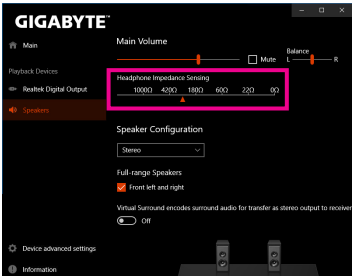 GIGABYTE™
Main
Playback Devices
Realtek Digital Output
Speakers
Main Volume
Mute
Balance
L R
Headphone Impedance Sensing
1000Ω 420Ω 180Ω 60Ω 22Ω 0Ω
Speaker Configuration
Stereo
Full-range Speakers
Front left and right
Virtual Surround encodes surround audio for transfer as stereo output to receiver
Off
Device advanced settings
Information